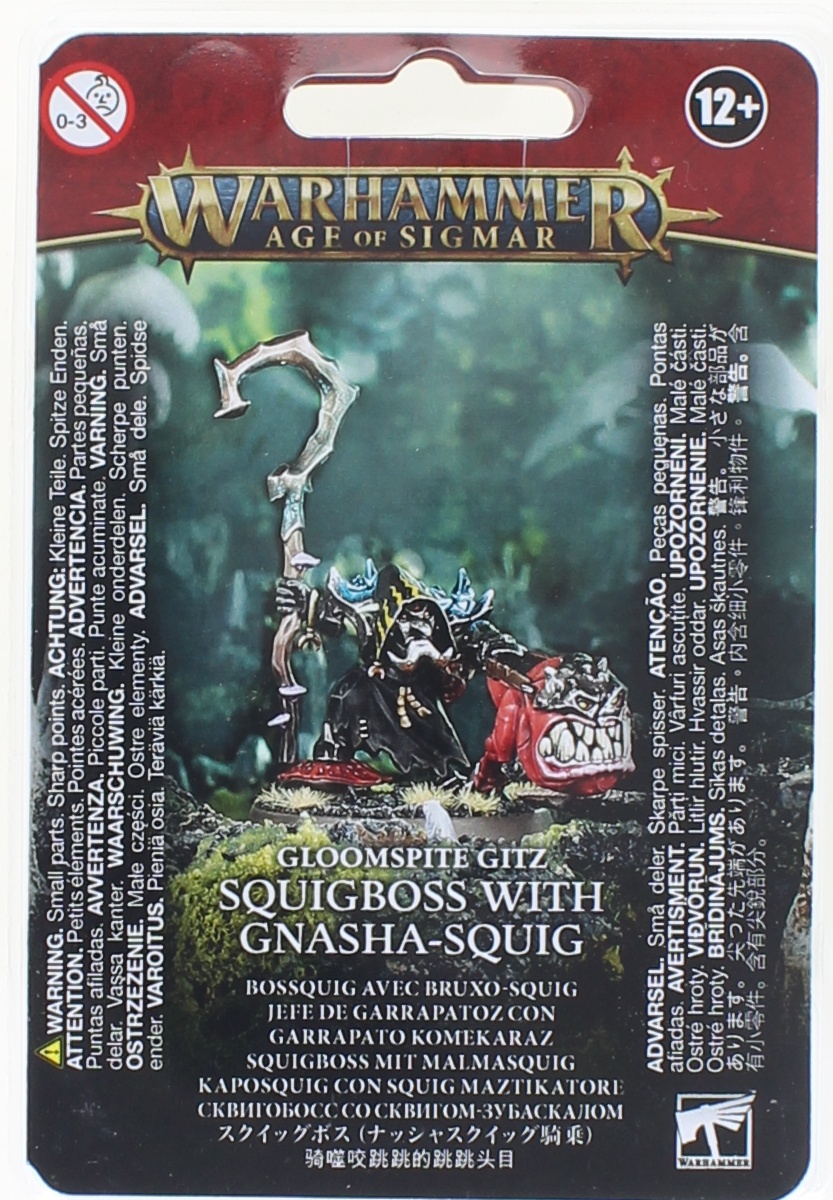 0-3
12+
WARHAMMER
AGE OF SIGMAR
WARNING. Small parts. Sharp points. ACHTUNG: Kleine Teile. Spitze Enden.
ATTENTION. Petits éléments. Pointes acérées. ADVERTENCIA. Partes pequeñas.
Puntas afiladas. AVVERTENZA. Piccole parti. Punte acuminate. VARNING. Små
delar. Vassa kanter. WAARSCHUWING. Kleine onderdelen. Scherpe punten.
OSTRZEŻENIE. Małe części. Ostre elementy. ADVARSEL. Små dele. Spidse
ender. VAROITUS. Pieniä osia. Teräviä kärkiä.
ADVARSEL. Små deler. Skarpe spisser. ATENÇÃO. Peças pequenas. Pontas
afiadas. AVERTISMENT. Părți mici. Vârfuri ascuțite. UPOZORNĚNÍ. Malé části.
Ostré hroty. VIÐVÖRUN. Litlir hlutir. Hvassir oddar. UPOZORNENIE. Malé časti.
Ostré hroty. BRĪDINĀJUMS. Sīkas detaļas. Asas šķautnes. 警告。小さな部品が
あります。尖った先端があります。警告。内含细小零件。锋利物件。警告。含
有小零件。含有尖銳部分。
GLOOMSPITE GITZ
SQUIGBOSS WITH
GNASHA-SQUIG
BOSSQUIG AVEC BRUXO-SQUIG
JEFE DE GARRAPATOZ CON
GARRAPATO KOMEKARAZ
SQUIGBOSS MIT MALMASQUIG
KAPOSQUIG CON SQUIG MAZTIKATORE
СКВИГОБОСС СО СКВИГОМ-ЗУБАСКАЛОМ
スクイッグボス (ナッシャスクイッグ騎乗)
骑噬咬跳跳的跳跳头目
WARHAMMER